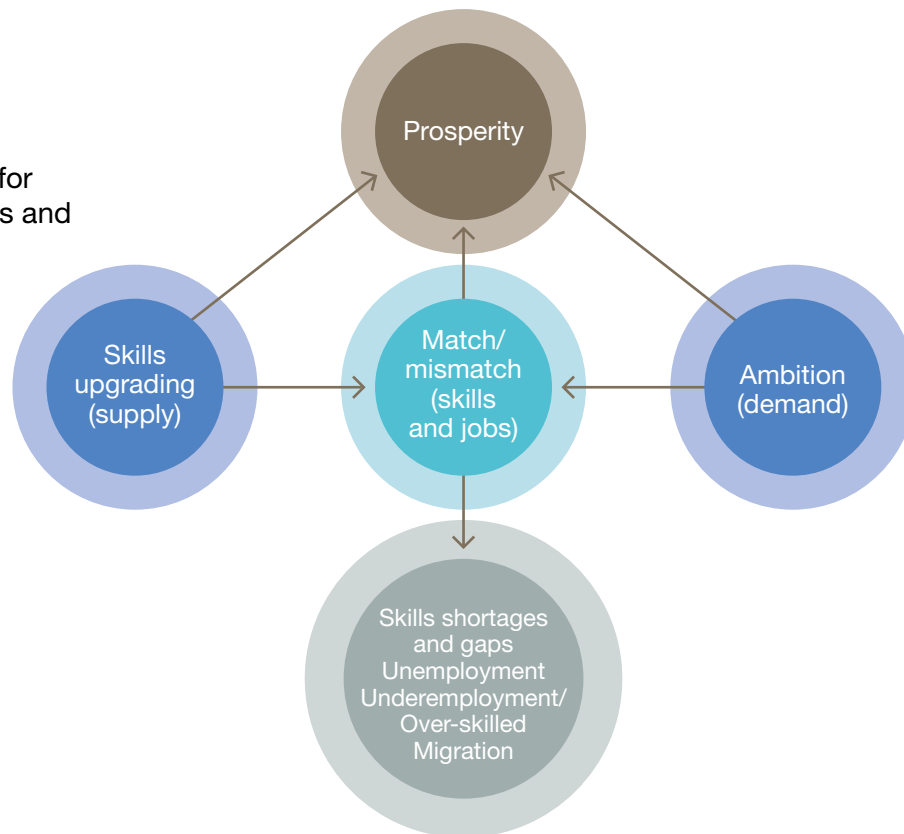 Prosperity
for
s and
Skills
upgrading
(supply)
Match/
mismatch
(skills
and jobs)
Ambition
(demand)
Skills shortages
and gaps
Unemployment
Underemployment/
Over-skilled
Migration